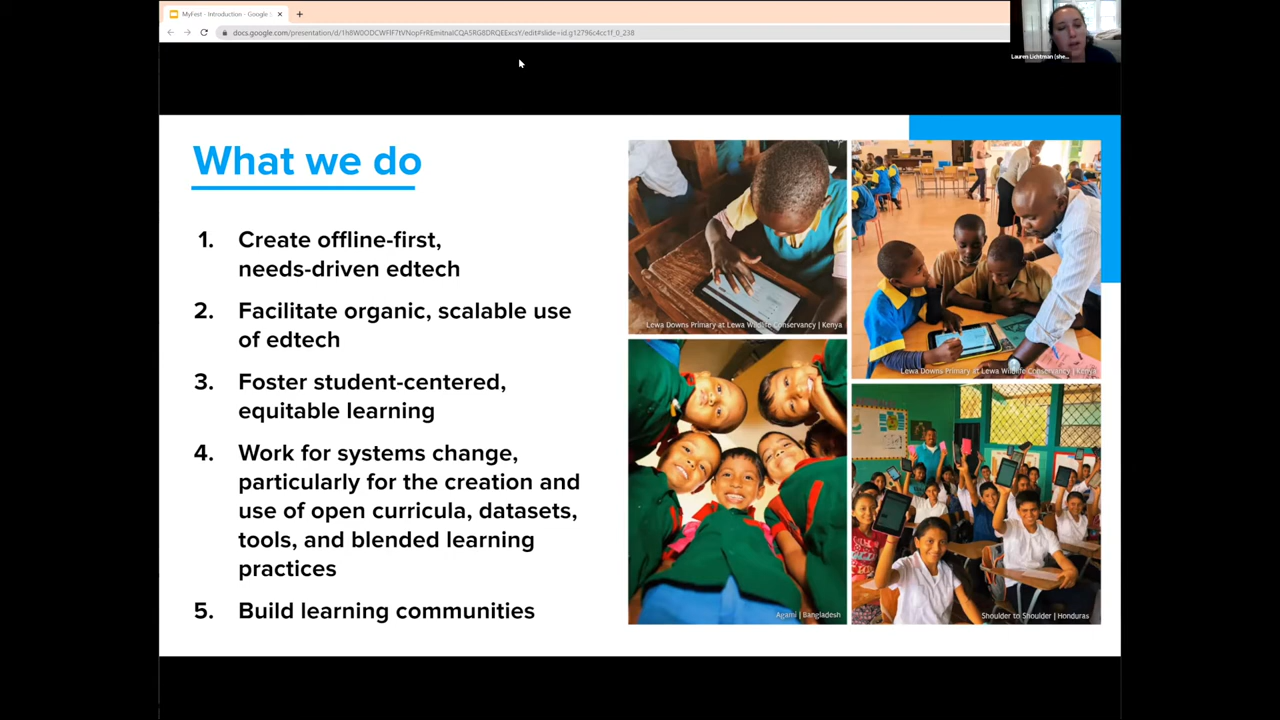 MyFest - Introduction - Google
Lauren Lichtman (she...
What we do
1. Create offline-first,
needs-driven edtech
2. Facilitate organic, scalable use
of edtech
3. Foster student-centered,
equitable learning
4. Work for systems change,
particularly for the creation and
use of open curricula, datasets,
tools, and blended learning
practices
5. Build learning communities
Lewa Downs Primary at Lewa Wildlife Conservancy | Kenya
Lewa Downs Primary at Lewa Wildlife Conservancy | Kenya
Agami | Bangladesh
Shoulder to Shoulder | Honduras